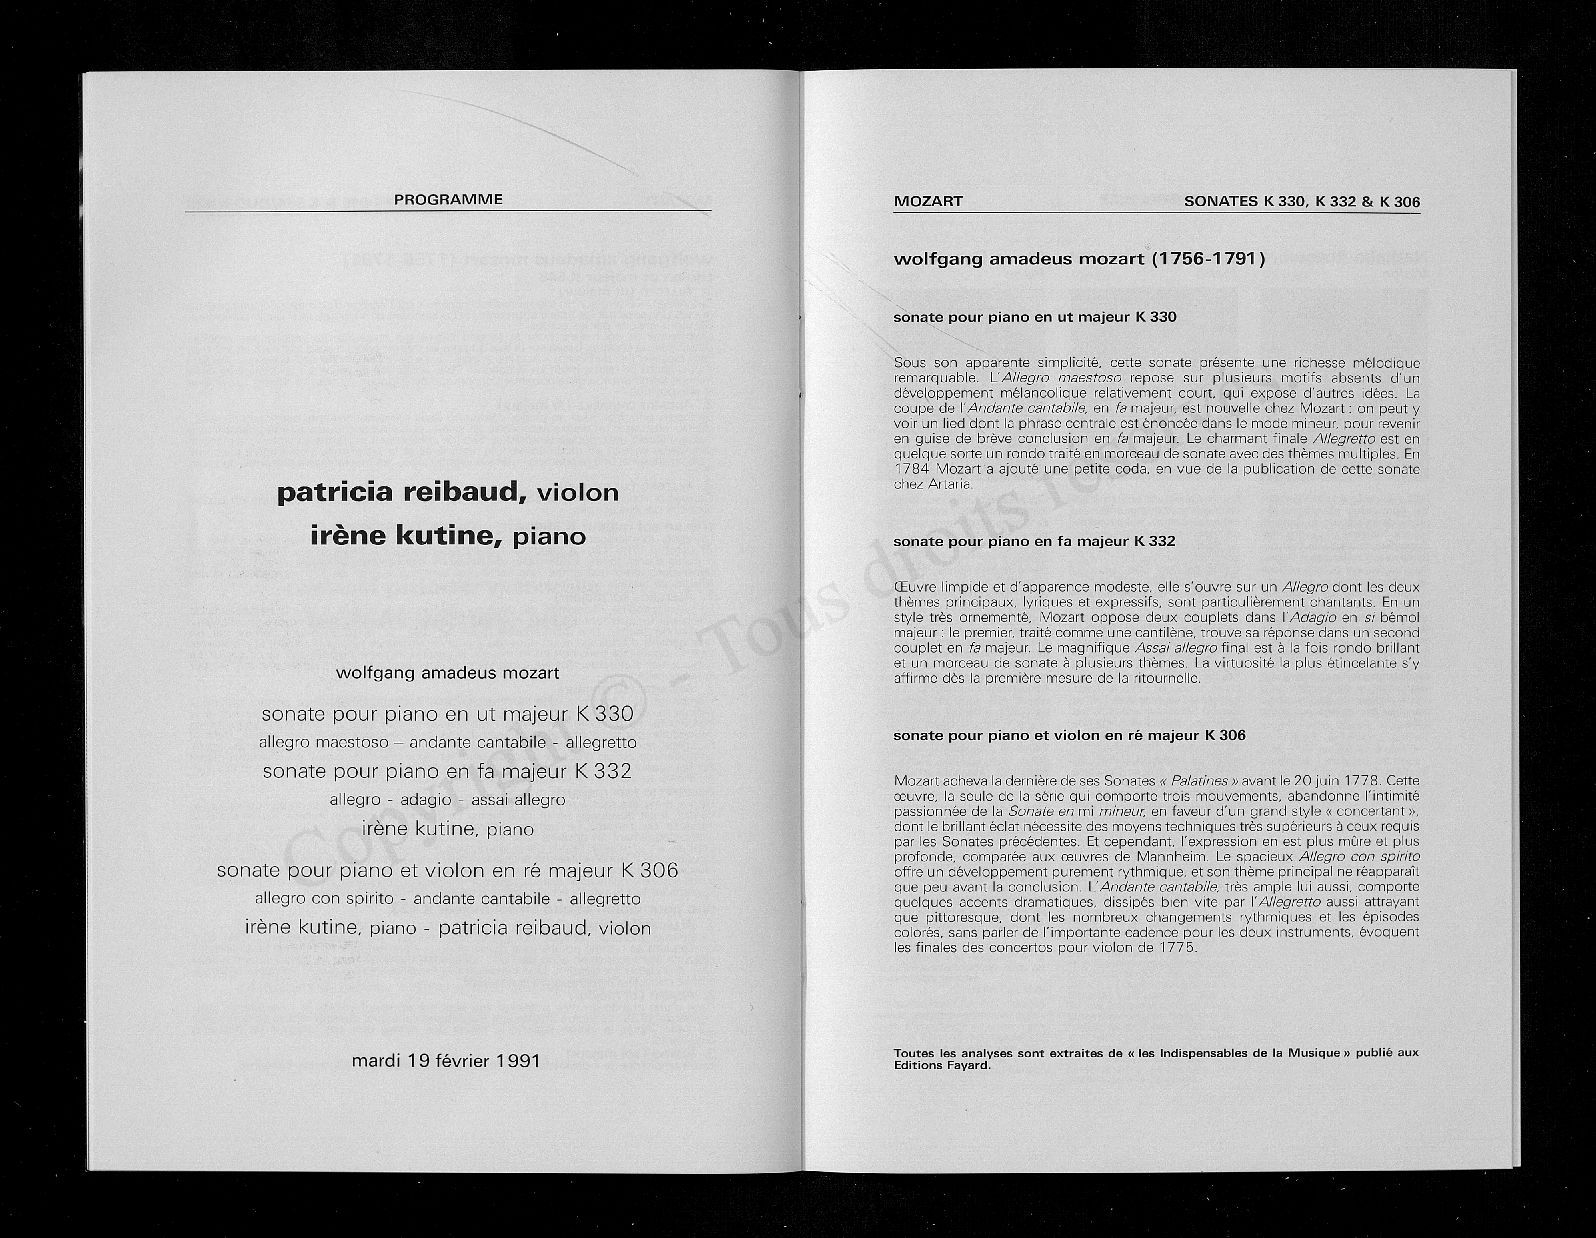 PROGRAMME
patricia reibaud, violon
irène kutine, piano
wolfgang amadeus mozart
sonate pour piano en ut majeur K 330
allegro maestoso – andante cantabile - allegretto
sonate pour piano en fa majeur K 332
allegro - adagio - assai allegro
irène kutine, piano
sonate pour piano et violon en ré majeur K 306
allegro con spirito - andante cantabile - allegretto
irène kutine, piano - patricia reibaud, violon
mardi 19 février 1991
MOZART SONATES K 330, K 332 & K 306
wolfgang amadeus mozart (1756-1791)
sonate pour piano en ut majeur K 330
Sous son apparente simplicité, cette sonate présente une richesse mélodique
remarquable. L'Allegro maestoso repose sur plusieurs motifs absents d'un
développement mélancolique relativement court, qui expose d'autres idées. La
coupe de l'Andante cantabile, en fa majeur, est nouvelle chez Mozart : on peut y
voir un lied dont la phrase centrale est énoncée dans le mode mineur, pour revenir
en guise de brève conclusion en fa majeur. Le charmant finale Allegretto est en
quelque sorte un rondo traité en morceau de sonate avec des thèmes multiples. En
1784 Mozart a ajouté une petite coda, en vue de la publication de cette sonate
chez Artaria.
sonate pour piano en fa majeur K 332
Œuvre limpide et d'apparence modeste, elle s'ouvre sur un Allegro dont les deux
thèmes principaux, lyriques et expressifs, sont particulièrement chantants. En un
style très ornementé, Mozart oppose deux couplets dans l'Adagio en si bémol
majeur : le premier, traité comme une cantilène, trouve sa réponse dans un second
couplet en fa majeur. Le magnifique Assai allegro final est à la fois rondo brillant
et un morceau de sonate à plusieurs thèmes. La virtuosité la plus étincelante s'y
affirme dès la première mesure de la ritournelle.
sonate pour piano et violon en ré majeur K 306
Mozart acheva la dernière de ses Sonates « Palatines » avant le 20 juin 1778. Cette
œuvre, la seule de la série qui comporte trois mouvements, abandonne l'intimité
passionnée de la Sonate en mi mineur, en faveur d'un grand style « concertant »,
dont le brillant éclat nécessite des moyens techniques très supérieurs à ceux requis
par les Sonates précédentes. Et cependant, l'expression en est plus mûre et plus
profonde, comparée aux œuvres de Mannheim. Le spacieux Allegro con spirito
offre un développement purement rythmique, et son thème principal ne réapparaît
que peu avant la conclusion. L'Andante cantabile, très ample lui aussi, comporte
quelques accents dramatiques, dissipés bien vite par l'Allegretto aussi attrayant
que pittoresque, dont les nombreux changements rythmiques et les épisodes
colorés, sans parler de l'importante cadence pour les deux instruments, évoquent
les finales des concertos pour violon de 1775.
Toutes les analyses sont extraites de « les Indispensables de la Musique » publié aux
Editions Fayard.
Copyright © - Tous droits